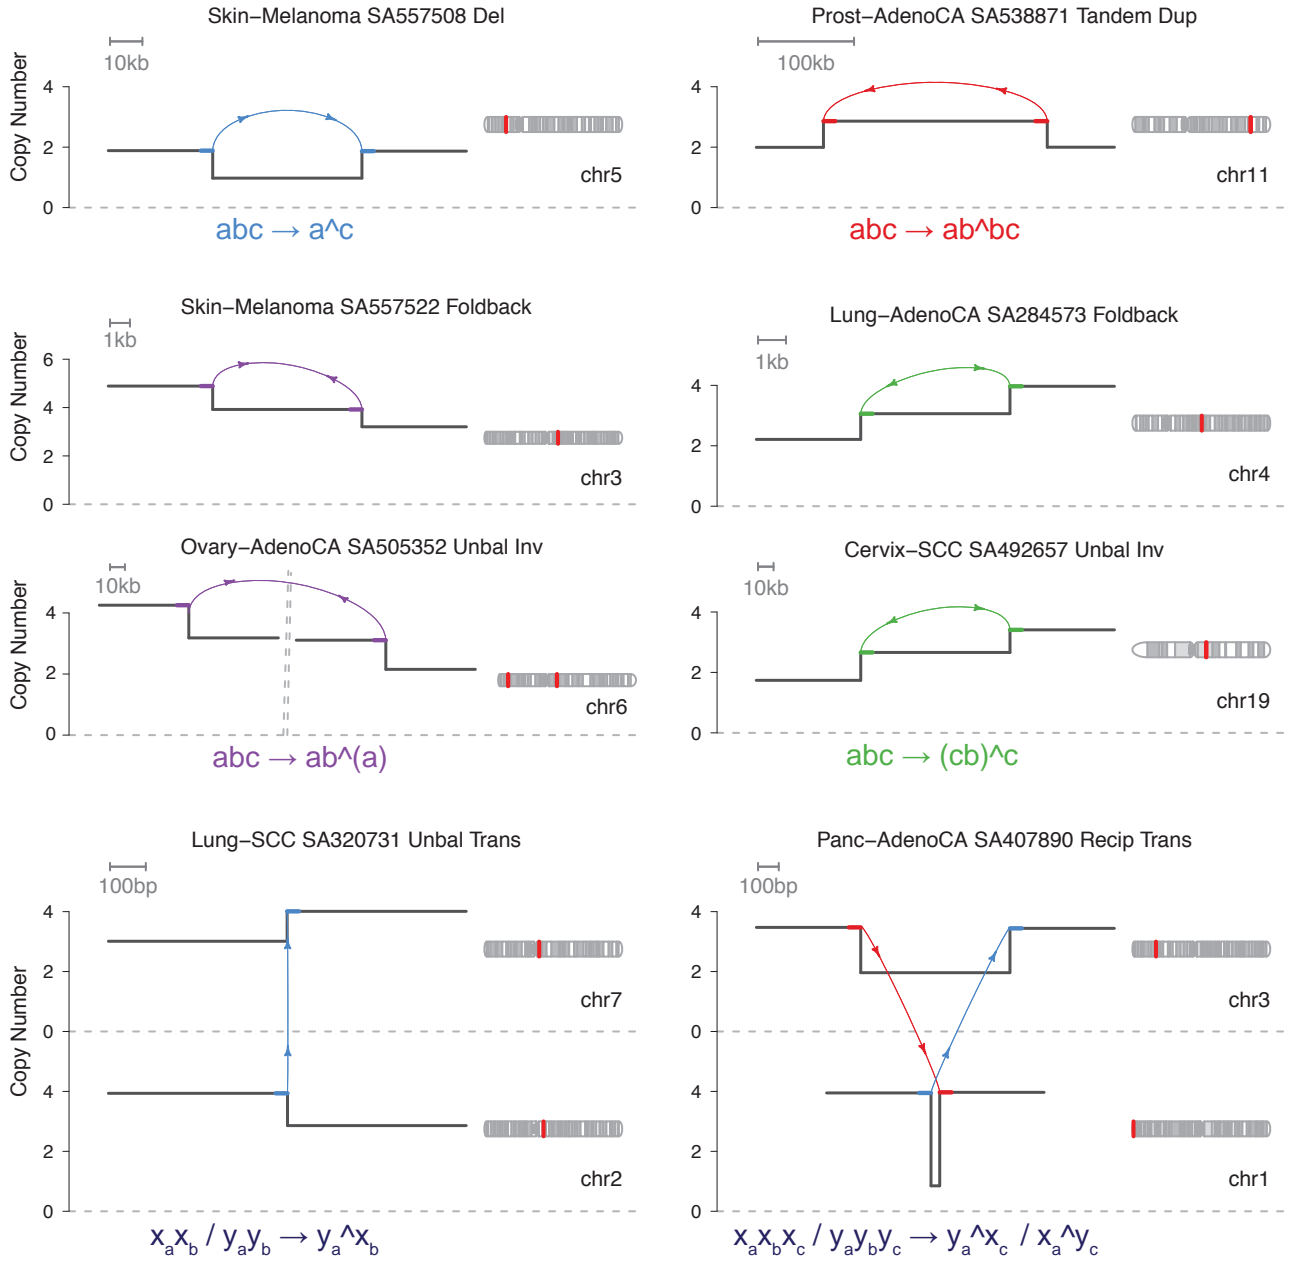 Skin−Melanoma SA557508 Del
10kb
Copy Number
4
2
0
chr5
abc → a^c
Prost−AdenoCA SA538871 Tandem Dup
100kb
4
2
0
chr11
abc → ab^bc
Skin−Melanoma SA557522 Foldback
1kb
Copy Number
6
4
2
0
chr3
Lung−AdenoCA SA284573 Foldback
1kb
4
2
0
chr4
Ovary−AdenoCA SA505352 Unbal Inv
10kb
Copy Number
4
2
0
chr6
abc → ab^(a)
Cervix−SCC SA492657 Unbal Inv
10kb
4
2
0
chr19
abc → (cb)^c
Lung−SCC SA320731 Unbal Trans
100bp
Copy Number
4
2
0
chr7
4
2
0
chr2
xaxb / yayb → ya^xb
Panc−AdenoCA SA407890 Recip Trans
100bp
4
2
0
chr3
4
2
0
chr1
xaxbxc / yaybyc → ya^xc / xa^yc